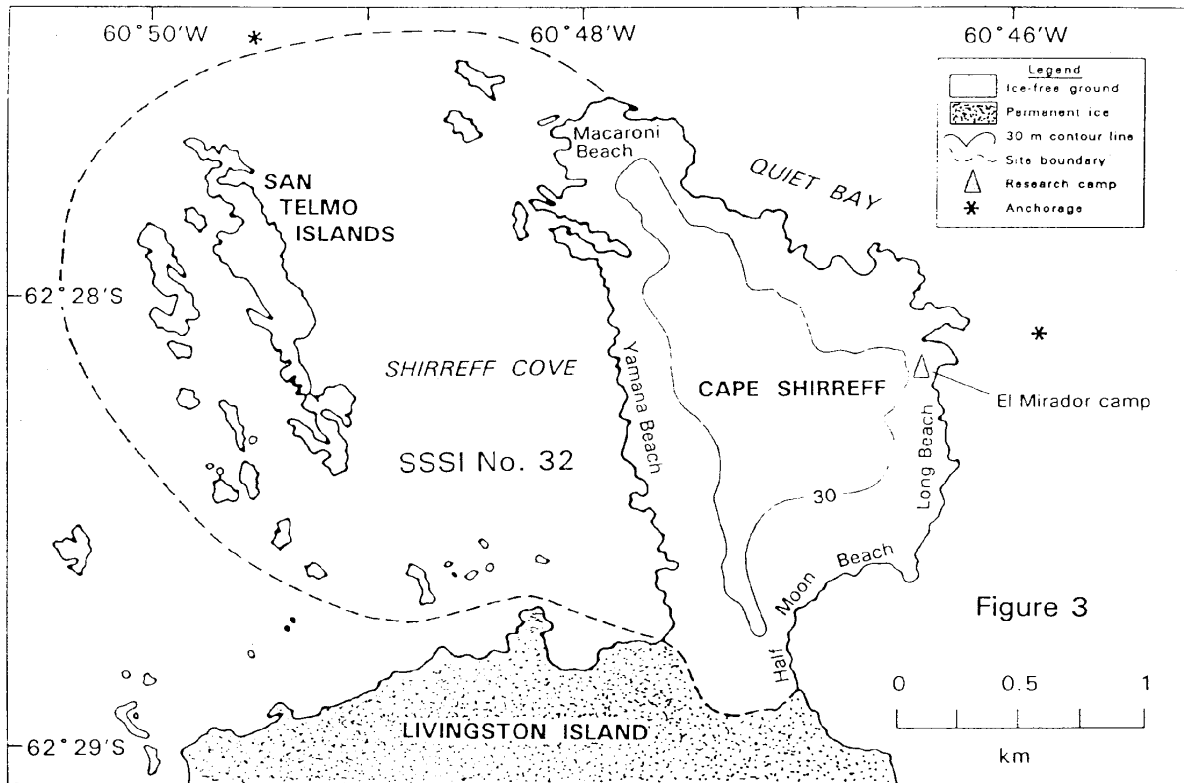 60°50'W
60°48'W
60°46'W
Legend
Ice-free ground
Permanent ice
30 m contour line
Site boundary
Research camp
Anchorage
Macaroni
Beach
QUIET BAY
SAN
TELMO
ISLANDS
62°28'S
SHIRREFF COVE
Yamana Beach
CAPE SHIRREFF
El Mirador camp
Long Beach
SSSI No. 32
30
Half Moon Beach
Figure 3
0 0.5 1
km
LIVINGSTON ISLAND
62°29'S